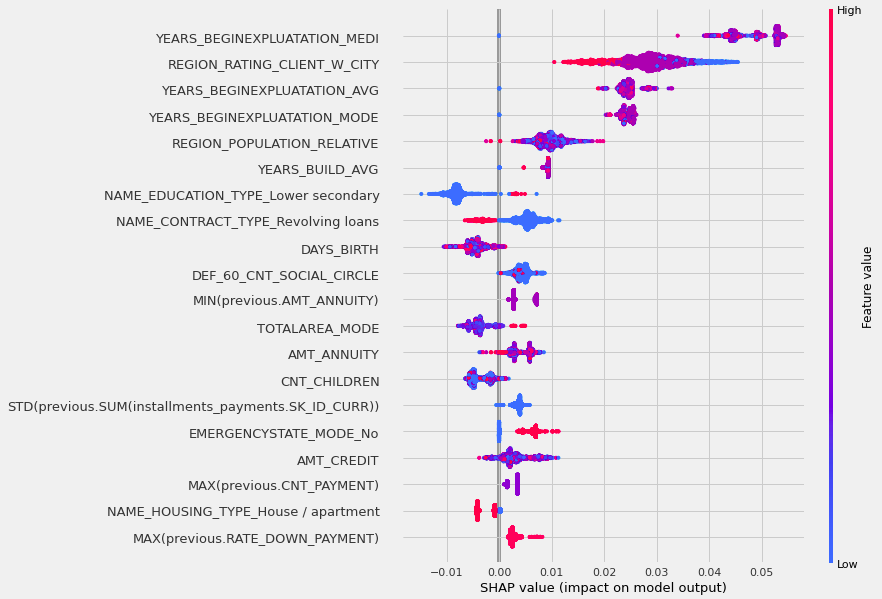 High
YEARS_BEGINEXPLUATATION_MEDI
REGION_RATING_CLIENT_W_CITY
YEARS_BEGINEXPLUATATION_AVG
YEARS_BEGINEXPLUATATION_MODE
REGION_POPULATION_RELATIVE
YEARS_BUILD_AVG
NAME_EDUCATION_TYPE_Lower secondary
NAME_CONTRACT_TYPE_Revolving loans
DAYS_BIRTH
DEF_60_CNT_SOCIAL_CIRCLE
MIN(previous.AMT_ANNUITY)
TOTALAREA_MODE
AMT_ANNUITY
CNT_CHILDREN
STD(previous.SUM(installments_payments.SK_ID_CURR))
EMERGENCYSTATE_MODE_No
AMT_CREDIT
MAX(previous.CNT_PAYMENT)
NAME_HOUSING_TYPE_House / apartment
MAX(previous.RATE_DOWN_PAYMENT)
Feature value
Low
−0.01 0.00 0.01 0.02 0.03 0.04 0.05
SHAP value (impact on model output)